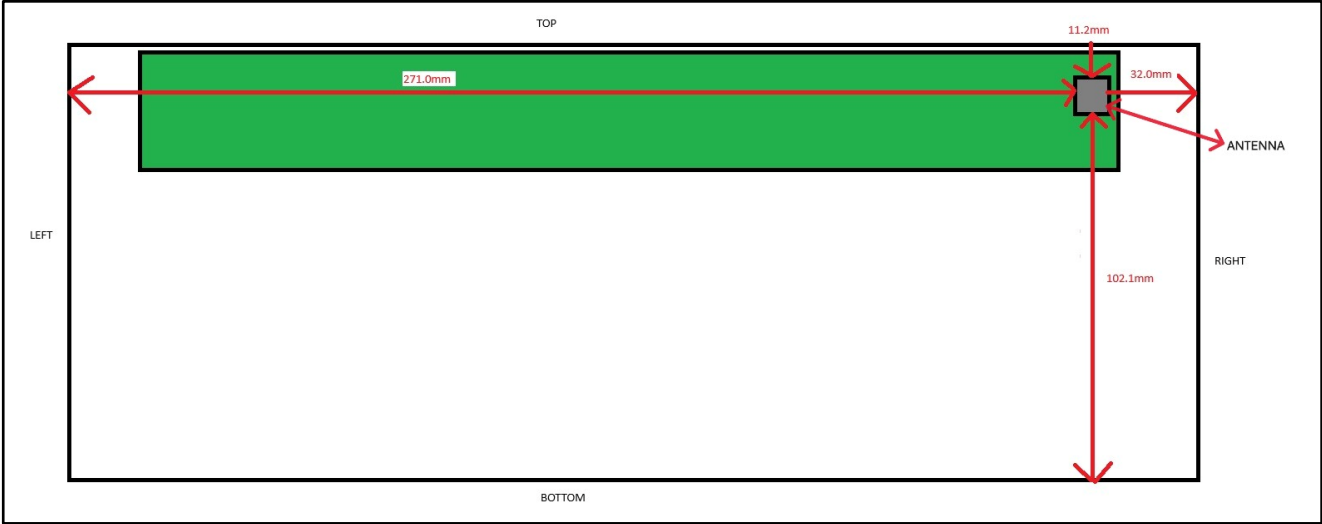 TOP
11.2mm
271.0mm
32.0mm
ANTENNA
LEFT
RIGHT
102.1mm
BOTTOM